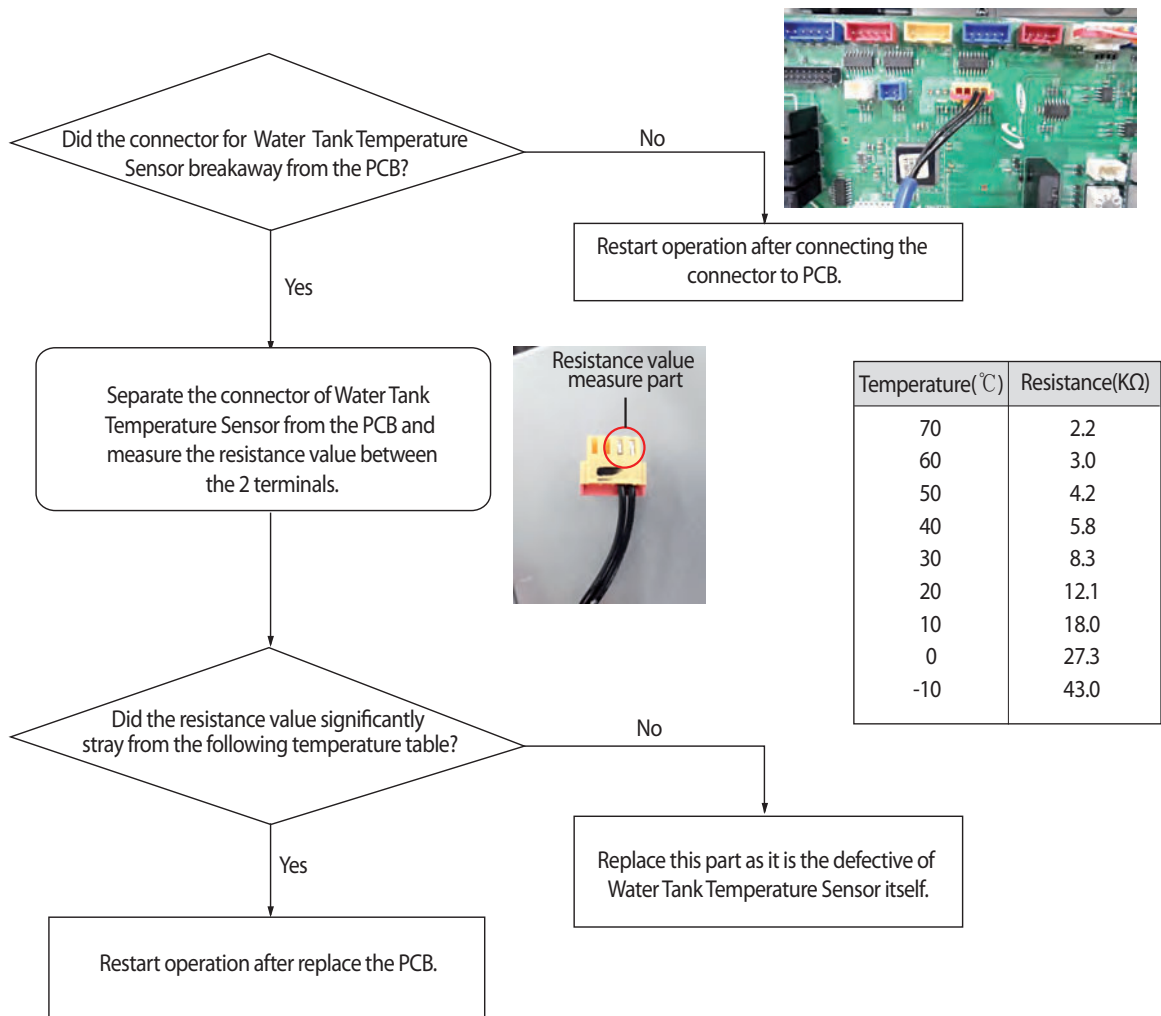 Did the connector for Water Tank Temperature
Sensor breakaway from the PCB?
No
Restart operation after connecting the
connector to PCB.
Yes
Separate the connector of Water Tank
Temperature Sensor from the PCB and
measure the resistance value between
the 2 terminals.
Resistance value
measure part
Temperature(℃) Resistance(KΩ)
70 2.2
60 3.0
50 4.2
40 5.8
30 8.3
20 12.1
10 18.0
0 27.3
-10 43.0
Did the resistance value significantly
stray from the following temperature table?
No
Replace this part as it is the defective of
Water Tank Temperature Sensor itself.
Yes
Restart operation after replace the PCB.